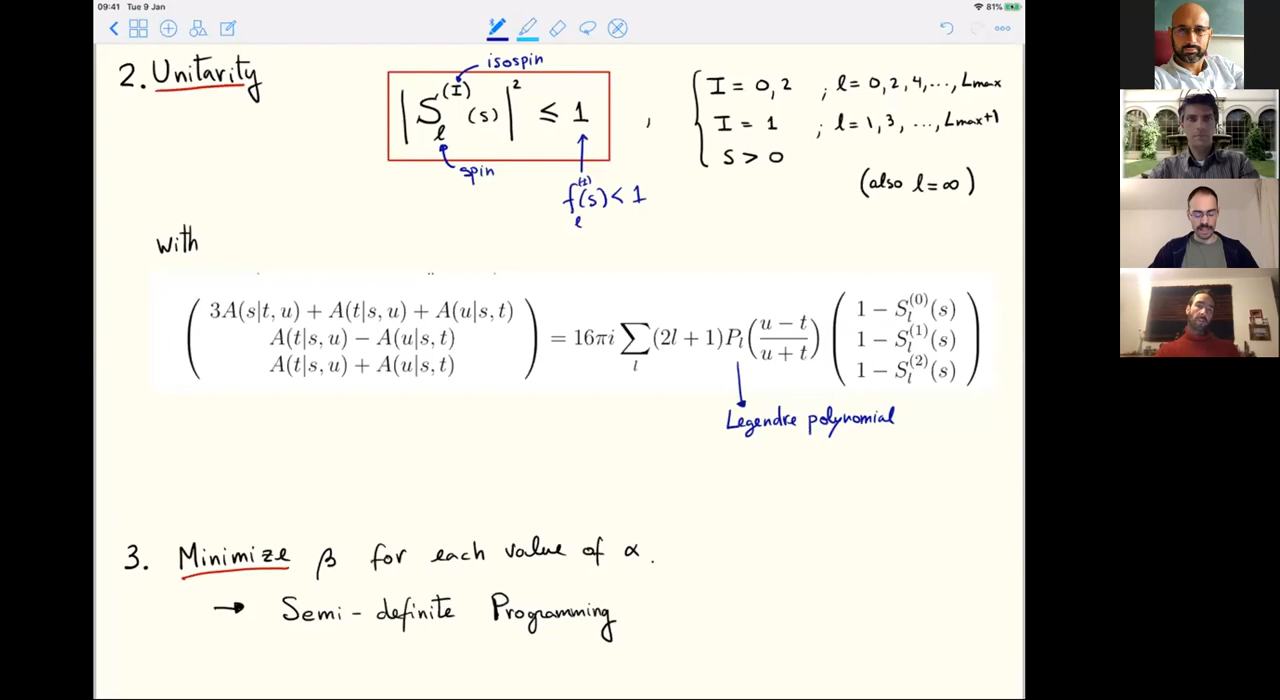 09:41 Tue 9 Jan
81%
2. Unitarity
isospin
|S_l^(I)(s)|² ≤ 1 ,
spin
f_l^(I)(s) < 1
{ I = 0, 2 ; l = 0, 2, 4, ..., Lmax
I = 1 ; l = 1, 3, ..., Lmax+1
s > 0
(also l = ∞)
with
( 3A(s|t, u) + A(t|s, u) + A(u|s, t)
A(t|s, u) − A(u|s, t)
A(t|s, u) + A(u|s, t) ) = 16πi ∑_l (2l + 1)P_l((u − t)/(u + t)) ( 1 − S_l^(0)(s)
1 − S_l^(1)(s)
1 − S_l^(2)(s) )
Legendre polynomial
3. Minimize β for each value of α.
→ Semi-definite Programming